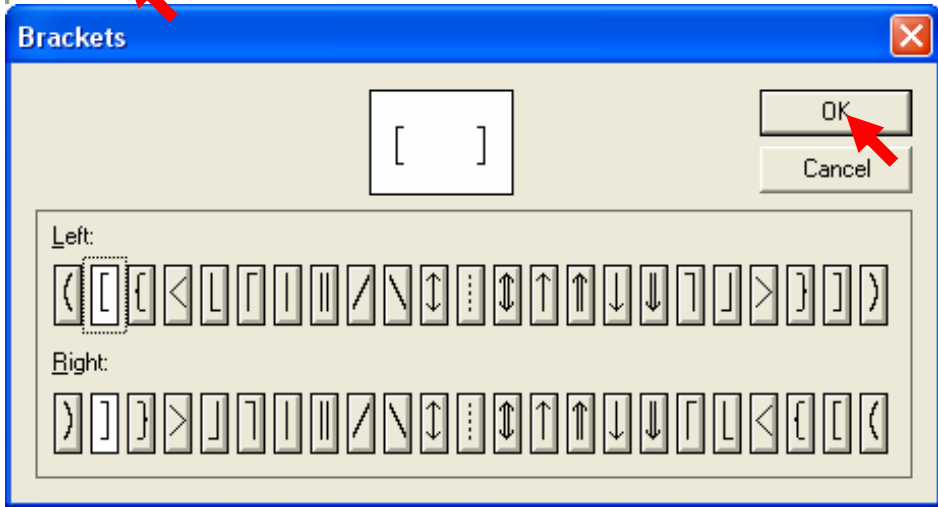 Brackets
[ ]
OK
Cancel
Left:
( [ { < ⌊ ⌈ | ‖ / \ ↕ ┊ ⇕ ↑ ⇑ ↓ ⇓ ⌉ ⌋ > } ] )
Right:
) ] } > ⌋ ⌉ | ‖ / \ ↕ ┊ ⇕ ↑ ⇑ ↓ ⇓ ⌈ ⌊ < { [ (